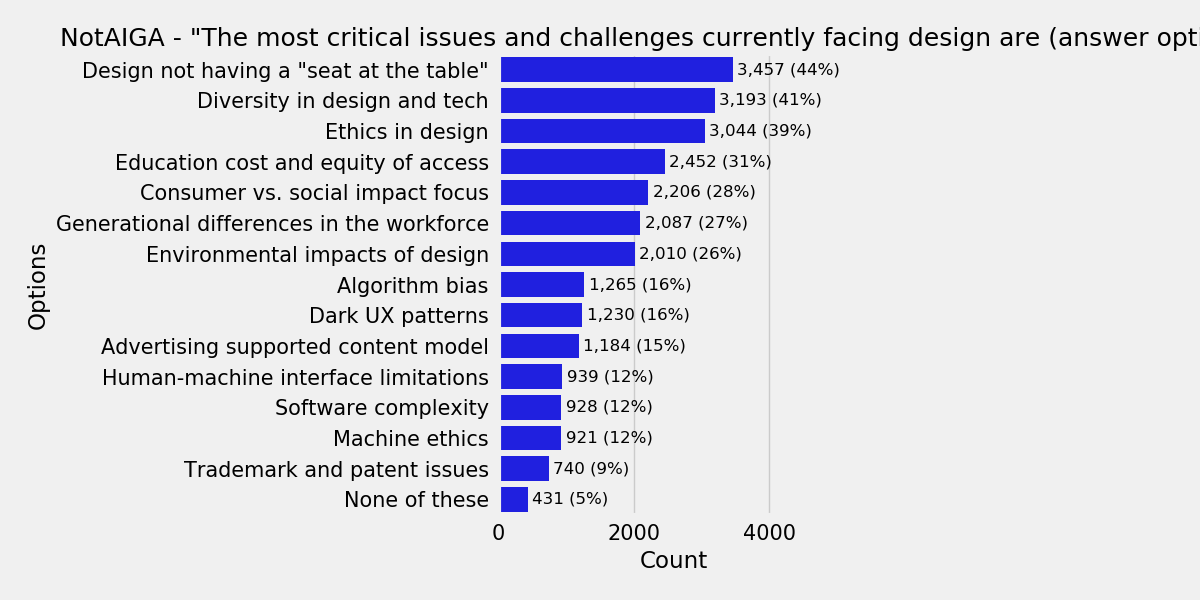 NotAIGA - "The most critical issues and challenges currently facing design are (answer
Design not having a "seat at the table" 3,457 (44%)
Diversity in design and tech 3,193 (41%)
Ethics in design 3,044 (39%)
Education cost and equity of access 2,452 (31%)
Consumer vs. social impact focus 2,206 (28%)
Generational differences in the workforce 2,087 (27%)
Environmental impacts of design 2,010 (26%)
Algorithm bias 1,265 (16%)
Dark UX patterns 1,230 (16%)
Advertising supported content model 1,184 (15%)
Human-machine interface limitations 939 (12%)
Software complexity 928 (12%)
Machine ethics 921 (12%)
Trademark and patent issues 740 (9%)
None of these 431 (5%)
Options
0 2000 4000
Count